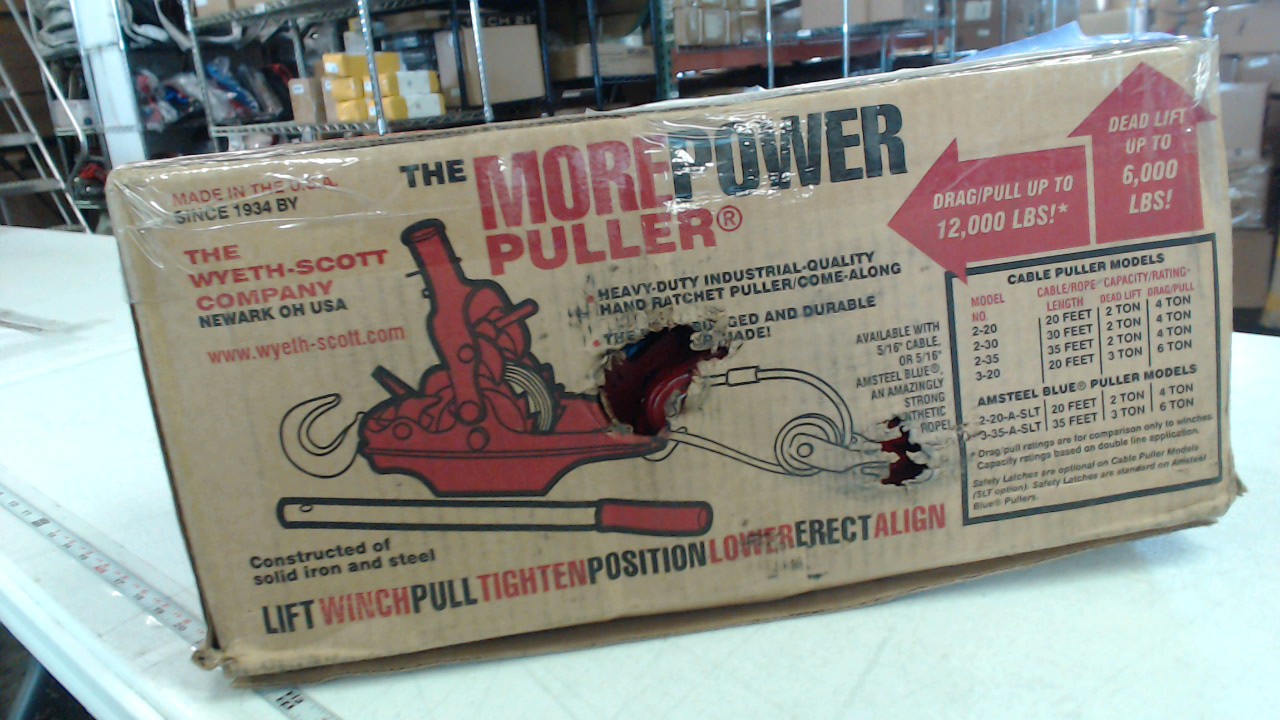 MADE IN THE U.S.A.
SINCE 1934 BY
THE
WYETH-SCOTT
COMPANY
NEWARK OH USA
www.wyeth-scott.com
THE MORE POWER
PULLER®
HEAVY-DUTY INDUSTRIAL-QUALITY
HAND RATCHET PULLER/COME-ALONG
THE GED AND DURABLE
MADE!
AVAILABLE WITH
5/16" CABLE,
OR 5/16"
AMSTEEL BLUE®,
AN AMAZINGLY
STRONG
NTHETIC
ROPE!
DRAG/PULL UP TO
12,000 LBS!*
DEAD LIFT
UP TO
6,000
LBS!
CABLE PULLER MODELS
MODEL NO. CABLE/ROPE LENGTH CAPACITY/RATING* DEAD LIFT DRAG/PULL
2-20 20 FEET 2 TON 4 TON
2-30 30 FEET 2 TON 4 TON
2-35 35 FEET 2 TON 4 TON
3-20 20 FEET 3 TON 6 TON
AMSTEEL BLUE® PULLER MODELS
2-20-A-SLT 20 FEET 2 TON 4 TON
3-35-A-SLT 35 FEET 3 TON 6 TON
* Drag/pull ratings are for comparison only to winches.
Capacity ratings based on double line application.
Safety Latches are optional on Cable Puller Models
(SLT option). Safety Latches are standard on Amsteel
Blue® Pullers.
Constructed of
solid iron and steel
LIFT WINCH PULL TIGHTEN POSITION LOWER ERECT ALIGN